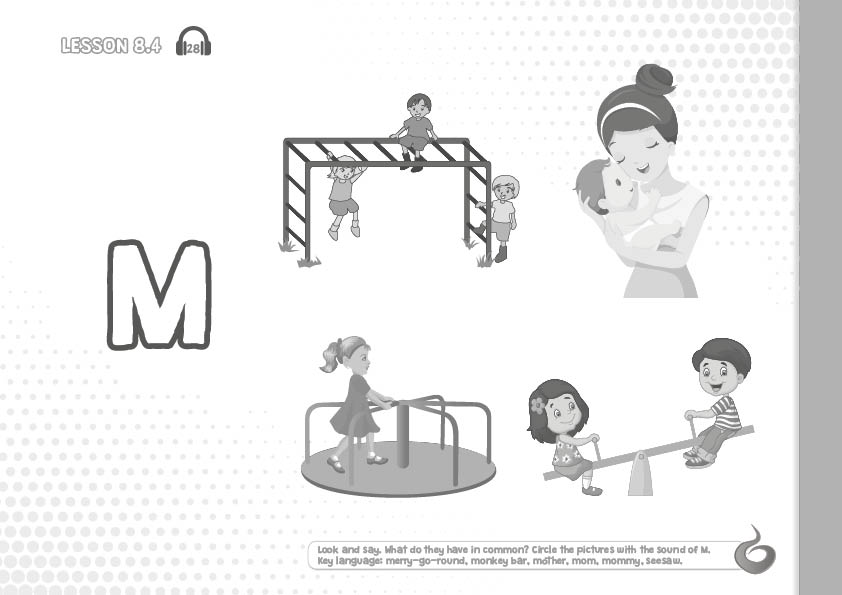 LESSON 8.4
28
M
Look and say. What do they have in common? Circle the pictures with the sound of M.
Key language: merry-go-round, monkey bar, mother, mom, mommy, seesaw.